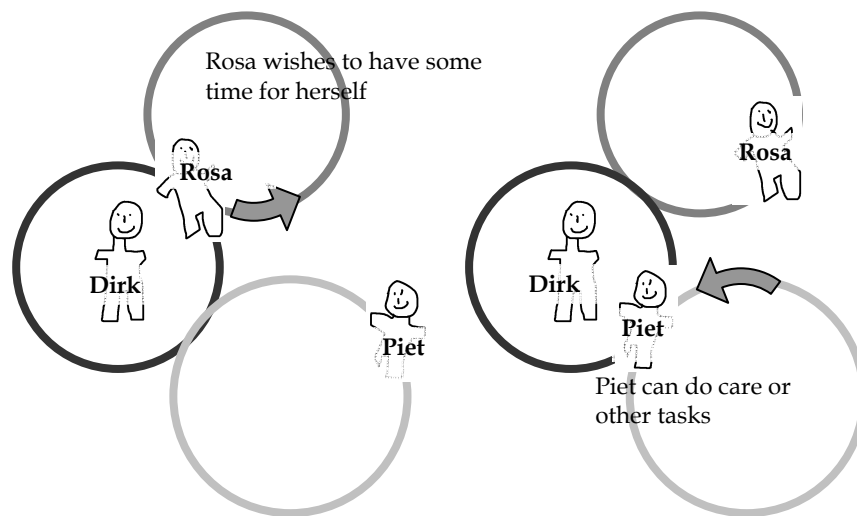 Rosa wishes to have some
time for herself
Rosa
Dirk
Piet
Rosa
Dirk
Piet
Piet can do care or
other tasks